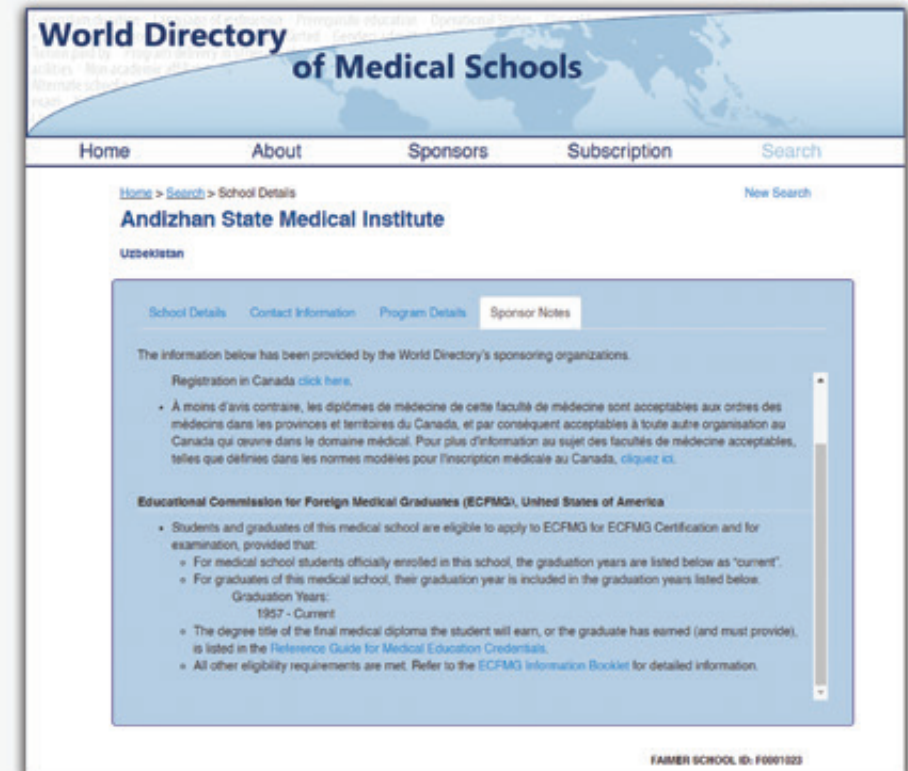 World Directory
of Medical Schools
Home About Sponsors Subscription Search
Home > Search > School Details New Search
Andizhan State Medical Institute
Uzbekistan
School Details Contact Information Program Details Sponsor Notes
The information below has been provided by the World Directory's sponsoring organizations.
Registration in Canada click here.
• À moins d'avis contraire, les diplômes de médecine de cette faculté de médecine sont acceptables aux ordres des
médecins dans les provinces et territoires du Canada, et par conséquent acceptables à toute autre organisation au
Canada qui œuvre dans le domaine médical. Pour plus d'information au sujet des facultés de médecine acceptables,
telles que définies dans les normes modèles pour l'inscription médicale au Canada, cliquez ici.
Educational Commission for Foreign Medical Graduates (ECFMG), United States of America
• Students and graduates of this medical school are eligible to apply to ECFMG for ECFMG Certification and for
examination, provided that:
For medical school students officially enrolled in this school, the graduation years are listed below as "current".
For graduates of this medical school, their graduation year is included in the graduation years listed below.
Graduation Years:
1957 - Current
The degree title of the final medical diploma the student will earn, or the graduate has earned (and must provide),
is listed in the Reference Guide for Medical Education Credentials.
All other eligibility requirements are met. Refer to the ECFMG Information Booklet for detailed information.
FAIMER SCHOOL ID: F0001023